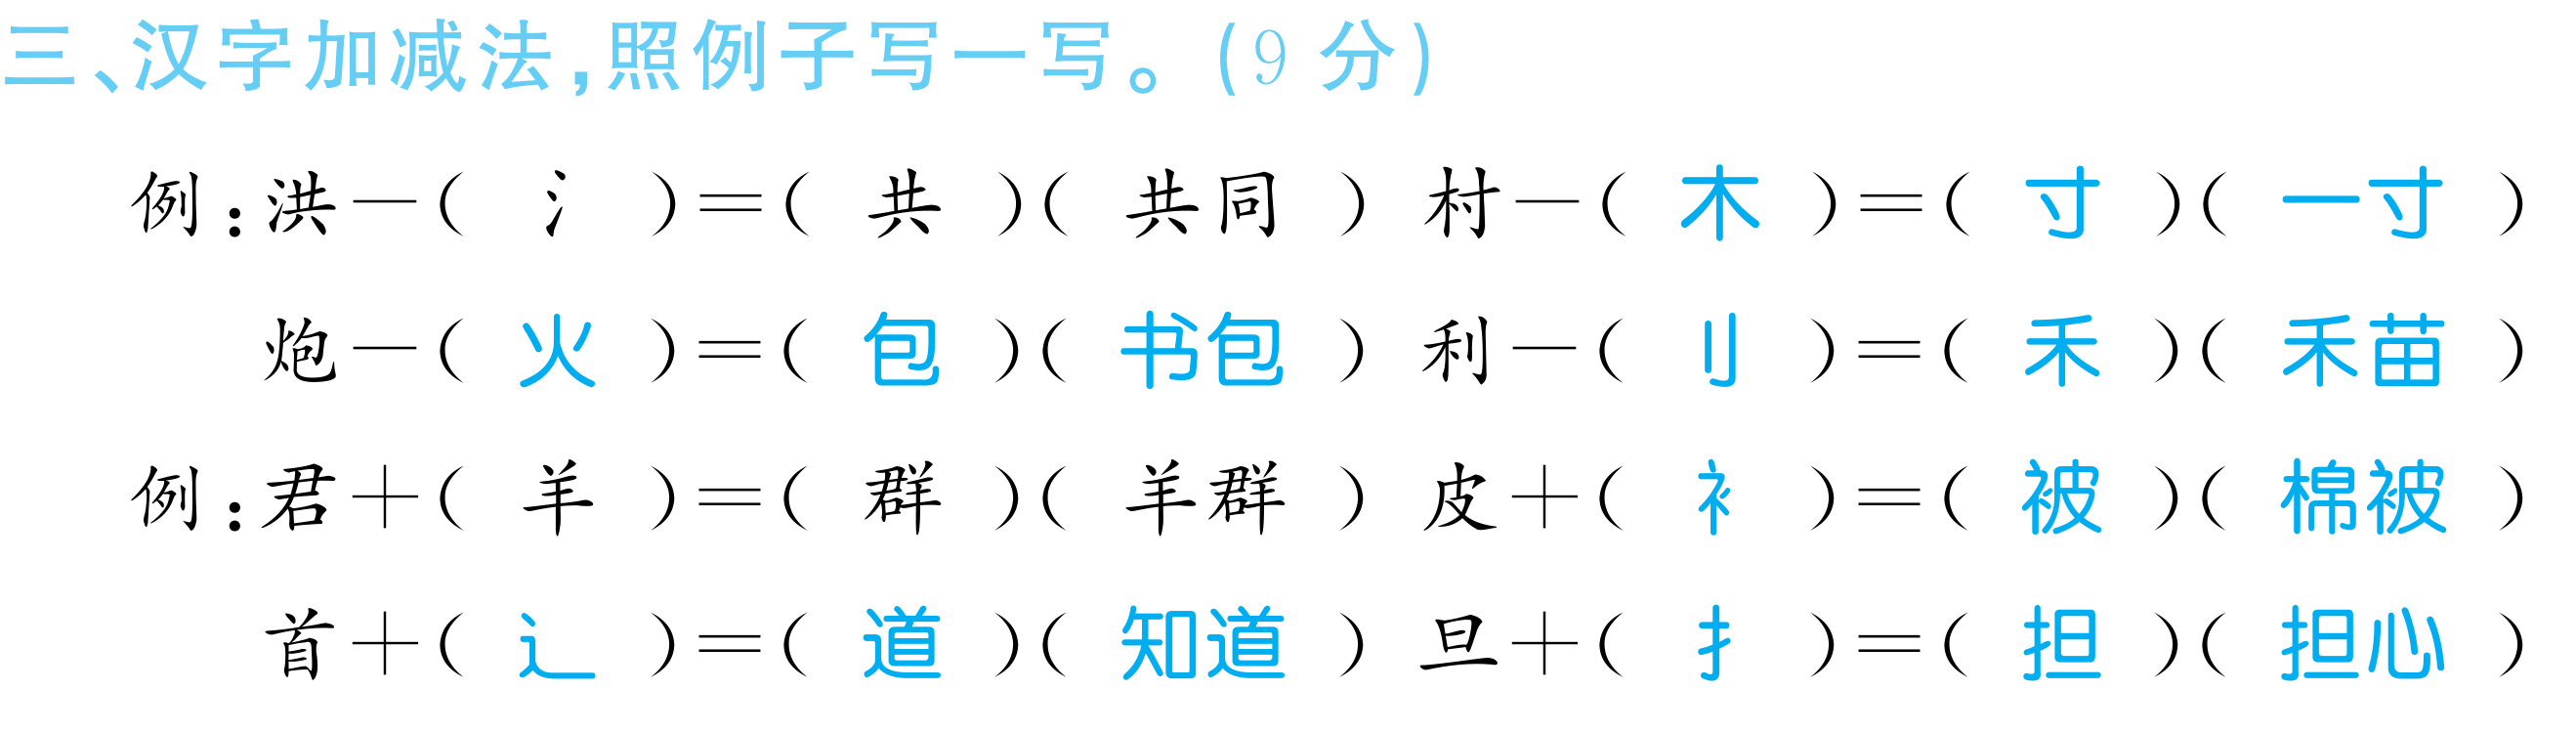 三、汉字加减法,照例子写一写。(9 分)
例:洪－( 氵 )＝( 共 )( 共同 ) 村－( 木 )＝( 寸 )( 一寸 )
炮－( 火 )＝( 包 )( 书包 ) 利－( 刂 )＝( 禾 )( 禾苗 )
例:君＋( 羊 )＝( 群 )( 羊群 ) 皮＋( 衤 )＝( 被 )( 棉被 )
首＋( 辶 )＝( 道 )( 知道 ) 旦＋( 扌 )＝( 担 )( 担心 )